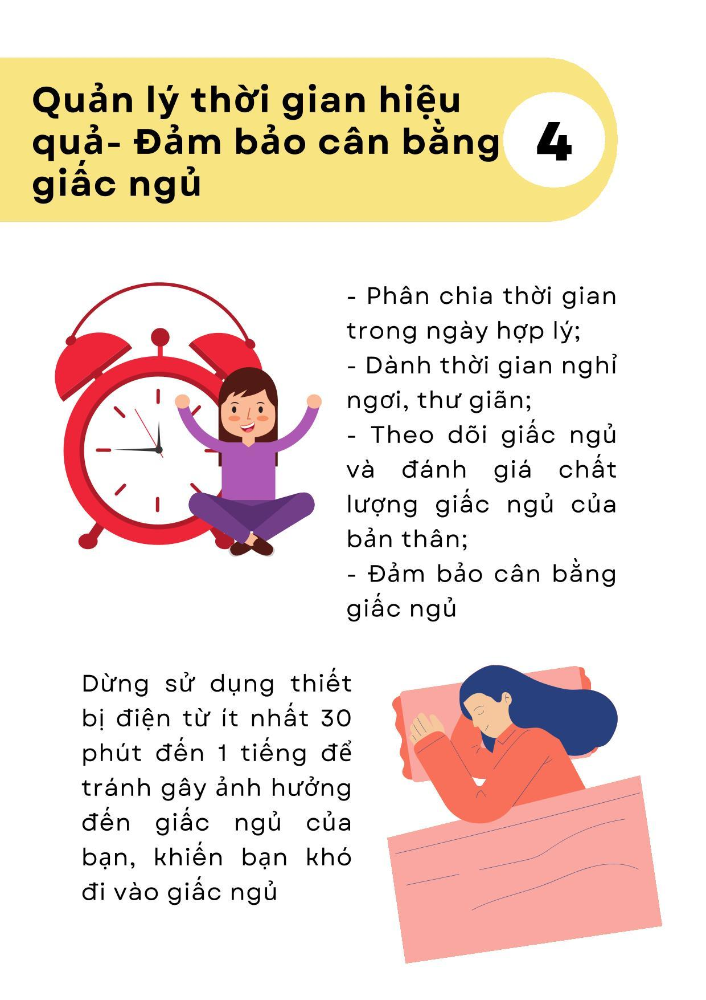 Quản lý thời gian hiệu
quả- Đảm bảo cân bằng
giấc ngủ
4
- Phân chia thời gian
trong ngày hợp lý;
- Dành thời gian nghỉ
ngơi, thư giãn;
- Theo dõi giấc ngủ
và đánh giá chất
lượng giấc ngủ của
bản thân;
- Đảm bảo cân bằng
giấc ngủ
Dừng sử dụng thiết
bị điện từ ít nhất 30
phút đến 1 tiếng để
tránh gây ảnh hưởng
đến giấc ngủ của
bạn, khiến bạn khó
đi vào giấc ngủ